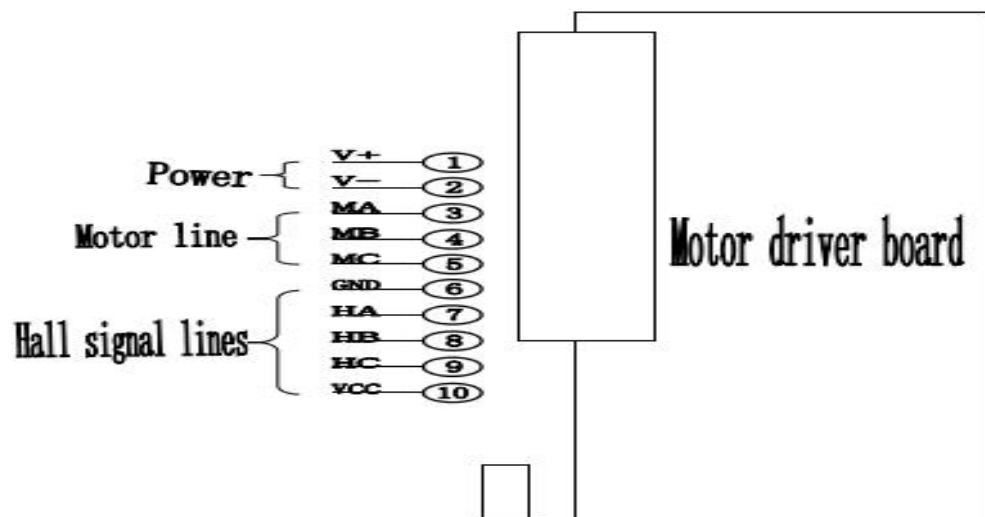 V+ 1
Power
V- 2
MA 3
Motor line
MB 4
MC 5
GND 6
HA 7
Hall signal lines
HB 8
HC 9
VCC 10
Motor driver board